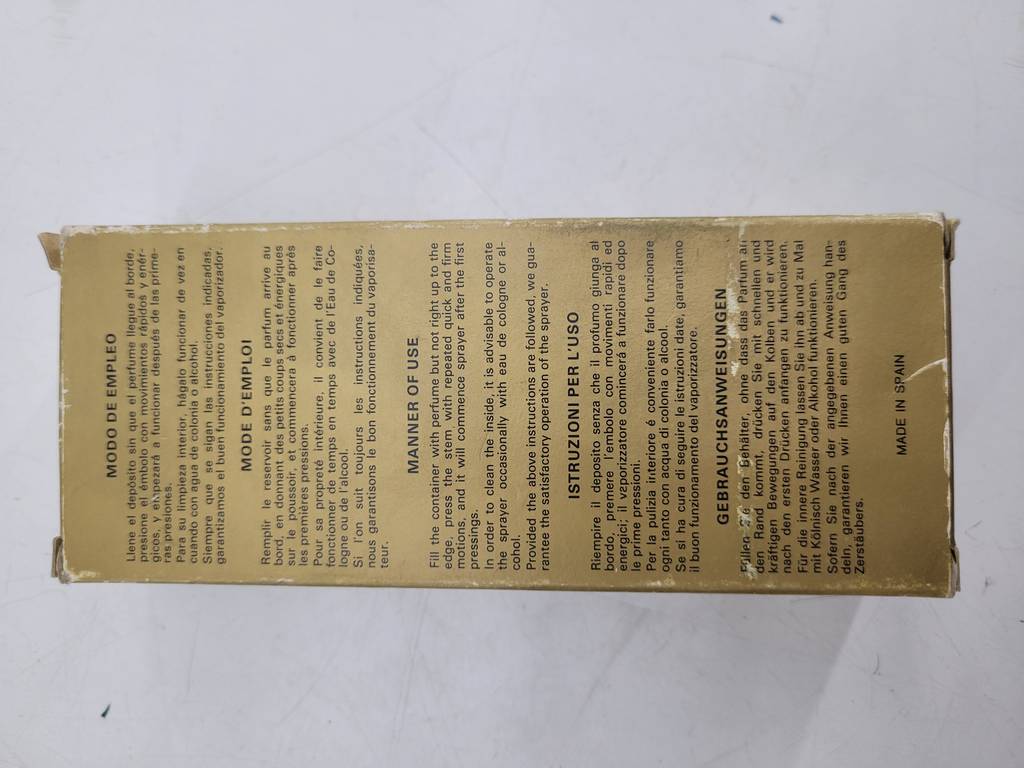 MODO DE EMPLEO
Llene el depósito sin que el perfume llegue al borde,
presione el émbolo con movimientos rápidos y enér-
gicos, y empezará a funcionar después de las prime-
ras presiones.
Para su limpieza interior, hágalo funcionar de vez en
cuando con agua de colonia o alcohol.
Siempre que se sigan las instrucciones indicadas,
garantizamos el buen funcionamiento del vaporizador.
MODE D'EMPLOI
Remplir le reservoir sans que le parfum arrive au
bord, en donnant des petits coups secs et énergiques
sur le poussoir, et commencera à fonctionner après
les premières pressions.
Pour sa propreté intérieure, il convient de le faire
fonctionner de temps en temps avec de l'Eau de Co-
logne ou de l'alcool.
Si l'on suit toujours les instructions indiquées,
nous garantisons le bon fonctionnement du vaporisa-
teur.
MANNER OF USE
Fill the container with perfume but not right up to the
edge, press the stem with repeated quick and firm
motions, and it will commence sprayer after the first
pressings.
In order to clean the inside, it is advisable to operate
the sprayer occasionally with eau de cologne or al-
cohol.
Provided the above instructions are followed, we gua-
rantee the satisfactory operation of the sprayer.
ISTRUZIONI PER L'USO
Riempire il deposito senza che il profumo giunga al
bordo, premere l'embolo con movimenti rapidi ed
energici; il vaporizzatore comincerá a funzionare dopo
le prime pressioni.
Per la pulizia interiore é conveniente farlo funzionare
ogni tanto con acqua di colonia o alcool.
Se si ha cura di seguire le istruzioni date, garantiamo
il buon funzionamento del vaporizzatore.
GEBRAUCHSANWEISUNGEN
Füllen Sie den Behälter, ohne dass das Parfum an
den Rand kommt, drücken Sie mit schnellen und
kräftigen Bewegungen auf den Kolben und er wird
nach den ersten Drücken anfangen zu funktionieren.
Für die innere Reinigung lassen Sie Ihn ab und zu Mal
mit Kölnisch Wasser oder Alkohol funktionieren.
Sofern Sie nach der angegebenen Anweisung han-
deln, garantieren wir Ihnen einen guten Gang des
Zerstäubers.
MADE IN SPAIN